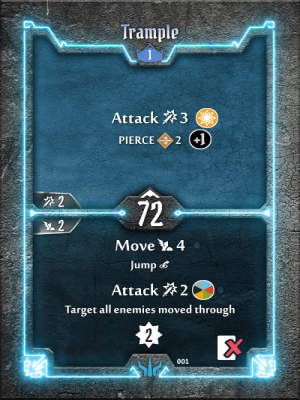 Trample
1
Attack 3
PIERCE 2 +1
2
72
2
Move 4
Jump
Attack 2
Target all enemies moved through
2
001